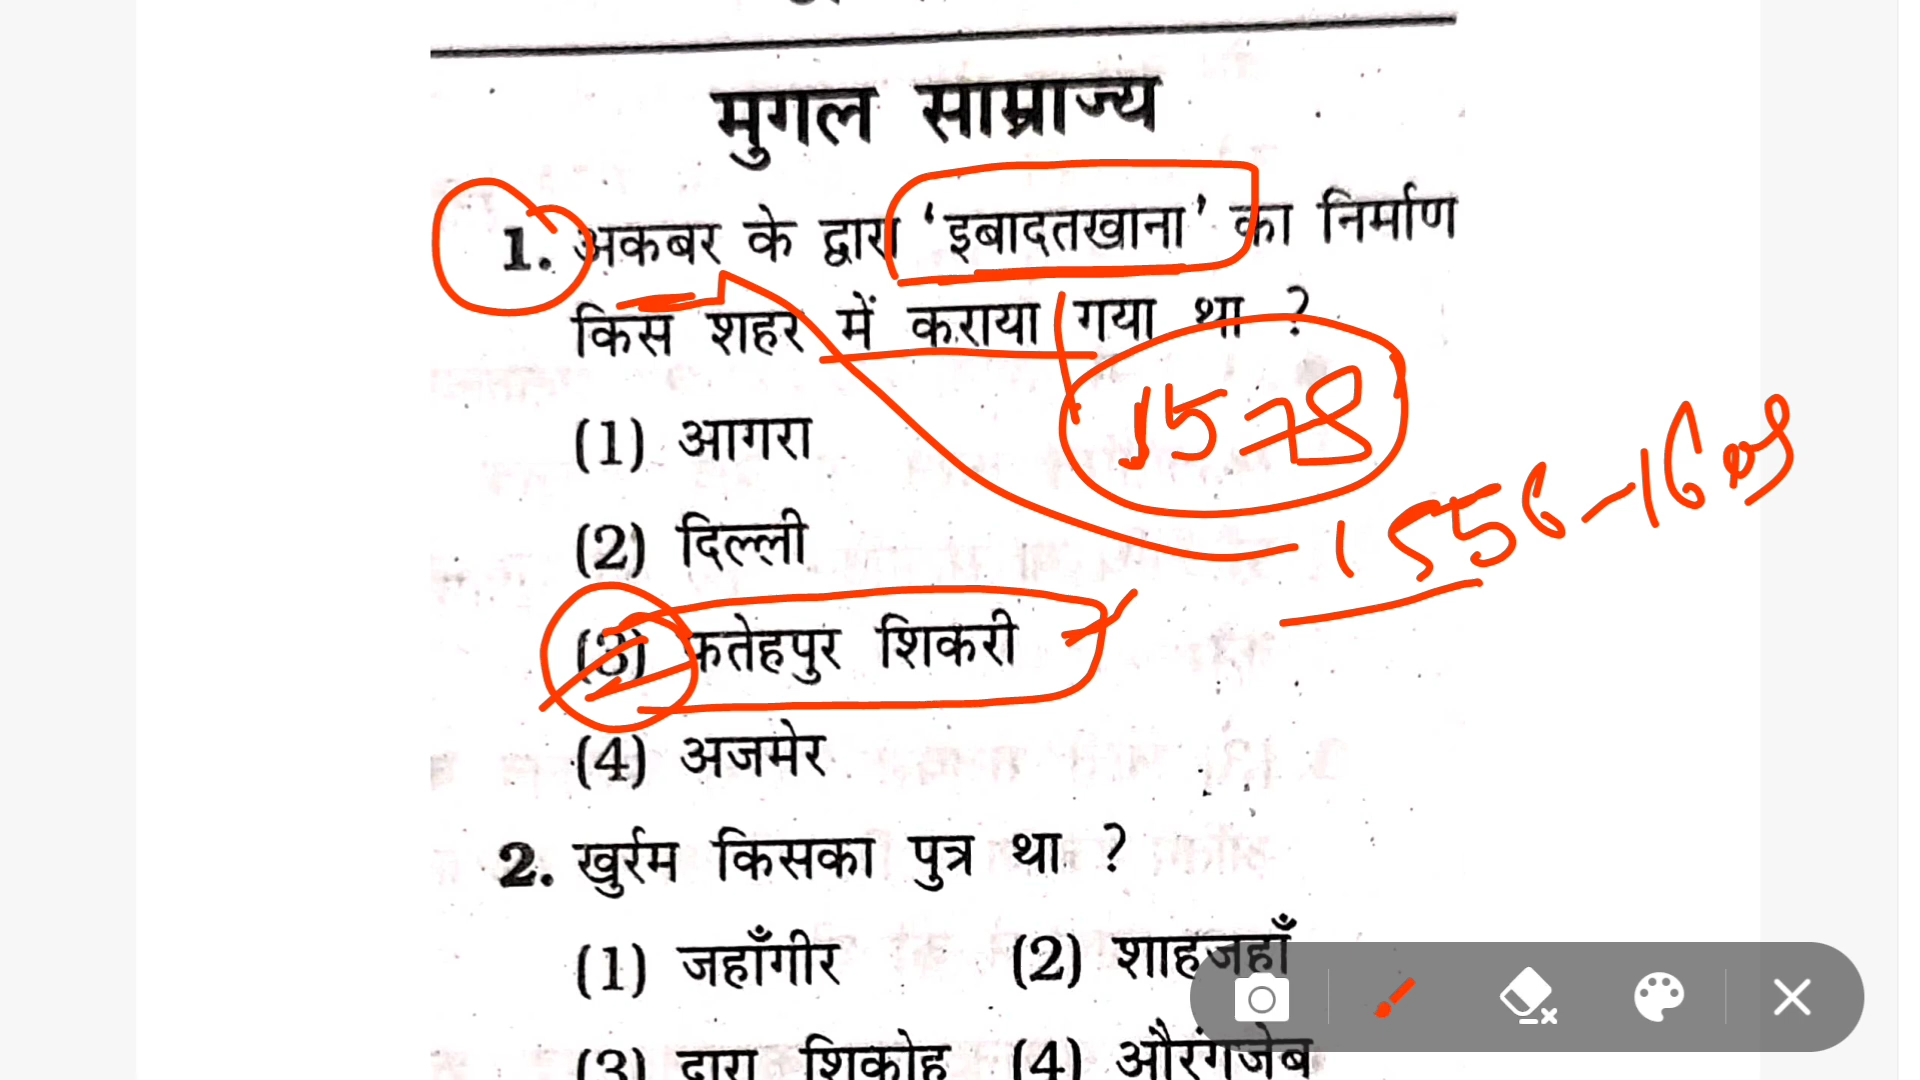 मुगल साम्राज्य
1. अकबर के द्वारा ‘इबादतखाना’ का निर्माण
किस शहर में कराया गया था ?
1578
(1) आगरा
1556-1605
(2) दिल्ली
(3) फतेहपुर शिकरी
(4) अजमेर
2. खुर्रम किसका पुत्र था ?
(1) जहाँगीर (2) शाहजहाँ
(3) दारा शिकोह (4) औरंगजेब